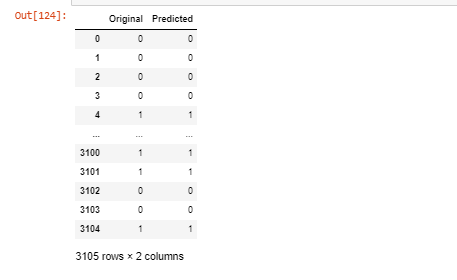 Out[124]:
Original Predicted
0 0 0
1 0 0
2 0 0
3 0 0
4 1 1
... ... ...
3100 1 1
3101 1 1
3102 0 0
3103 0 0
3104 1 1
3105 rows × 2 columns